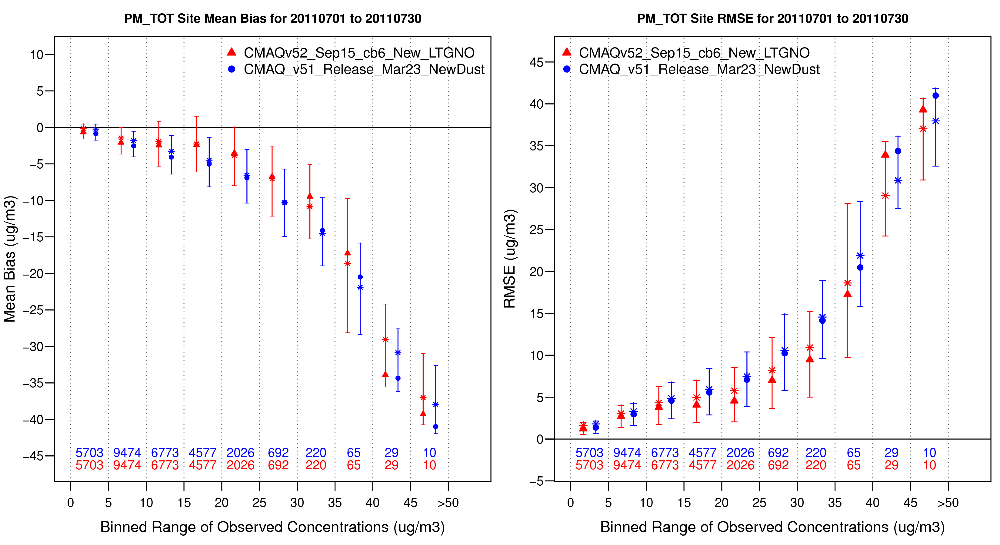 PM_TOT Site Mean Bias for 20110701 to 20110730
CMAQv52_Sep15_cb6_New_LTGNO
CMAQ_v51_Release_Mar23_NewDust
Mean Bias (ug/m3)
10
5
0
−5
−10
−15
−20
−25
−30
−35
−40
−45
5703 9474 6773 4577 2026 692 220 65 29 10
5703 9474 6773 4577 2026 692 220 65 29 10
0 5 10 15 20 25 30 35 40 45 >50
Binned Range of Observed Concentrations (ug/m3)
PM_TOT Site RMSE for 20110701 to 20110730
CMAQv52_Sep15_cb6_New_LTGNO
CMAQ_v51_Release_Mar23_NewDust
RMSE (ug/m3)
45
40
35
30
25
20
15
10
5
0
−5
5703 9474 6773 4577 2026 692 220 65 29 10
5703 9474 6773 4577 2026 692 220 65 29 10
0 5 10 15 20 25 30 35 40 45 >50
Binned Range of Observed Concentrations (ug/m3)